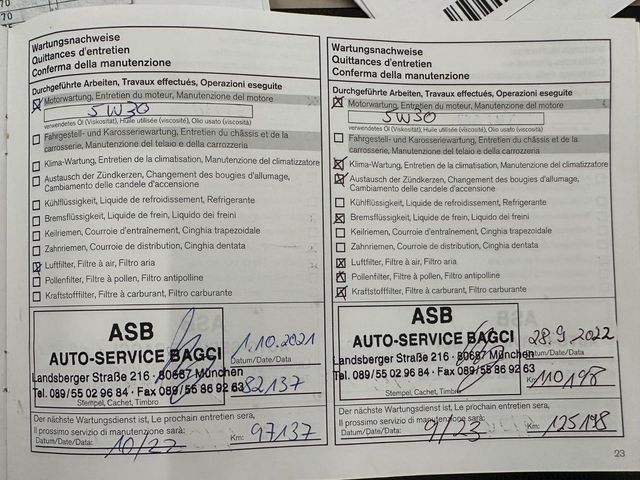 70
75
Wartungsnachweise
Quittances d'entretien
Conferma della manutenzione
Durchgeführte Arbeiten, Travaux effectués, Operazioni eseguite
Motorwartung, Entretien du moteur, Manutenzione del motore
5W30
verwendetes Öl (Viskosität), Huile utilisée (viscosité), Olio usato (viscosità)
Fahrgestell- und Karosseriewartung, Entretien du châssis et de la
carrosserie, Manutenzione del telaio e della carrozzeria
Klima-Wartung, Entretien de la climatisation, Manutenzione del climatizzatore
Austausch der Zündkerzen, Changement des bougies d'allumage,
Cambiamento delle candele d'accensione
Kühlflüssigkeit, Liquide de refroidissement, Refrigerante
Bremsflüssigkeit, Liquide de frein, Liquido dei freini
Keilriemen, Courroie d'entraînement, Cinghia trapezoidale
Zahnriemen, Courroie de distribution, Cinghia dentata
Luftfilter, Filtre à air, Filtro aria
Pollenfilter, Filtre à pollen, Filtro antipolline
Kraftstofffilter, Filtre à carburant, Filtro carburante
ASB
AUTO-SERVICE BAGCI
Landsberger Straße 216 · 80687 München
Tel. 089/55 02 96 84 · Fax 089/55 86 92 63
Stempel, Cachet, Timbro
1.10.2021
Datum/Date/Data
82137
Der nächste Wartungsdienst ist, Le prochain entretien sera,
Il prossimo servizio di manutenzione sarà:
Datum/Date/Data: 10/22 Km: 97137
Wartungsnachweise
Quittances d'entretien
Conferma della manutenzione
Durchgeführte Arbeiten, Travaux effectués, Operazioni eseguite
Motorwartung, Entretien du moteur, Manutenzione del motore
5W30
verwendetes Öl (Viskosität), Huile utilisée (viscosité), Olio usato (viscosità)
Fahrgestell- und Karosseriewartung, Entretien du châssis et de la
carrosserie, Manutenzione del telaio e della carrozzeria
Klima-Wartung, Entretien de la climatisation, Manutenzione del climatizzatore
Austausch der Zündkerzen, Changement des bougies d'allumage,
Cambiamento delle candele d'accensione
Kühlflüssigkeit, Liquide de refroidissement, Refrigerante
Bremsflüssigkeit, Liquide de frein, Liquido dei freini
Keilriemen, Courroie d'entraînement, Cinghia trapezoidale
Zahnriemen, Courroie de distribution, Cinghia dentata
Luftfilter, Filtre à air, Filtro aria
Pollenfilter, Filtre à pollen, Filtro antipolline
Kraftstofffilter, Filtre à carburant, Filtro carburante
ASB
AUTO-SERVICE BAGCI
Landsberger Straße 216 · 80687 München
Tel. 089/55 02 96 84 · Fax 089/55 86 92 63
Stempel, Cachet, Timbro
28.9.2022
Datum/Date/Data
Km: 110198
Der nächste Wartungsdienst ist, Le prochain entretien sera,
Il prossimo servizio di manutenzione sarà:
Datum/Date/Data: 9/23 Km: 125198
23